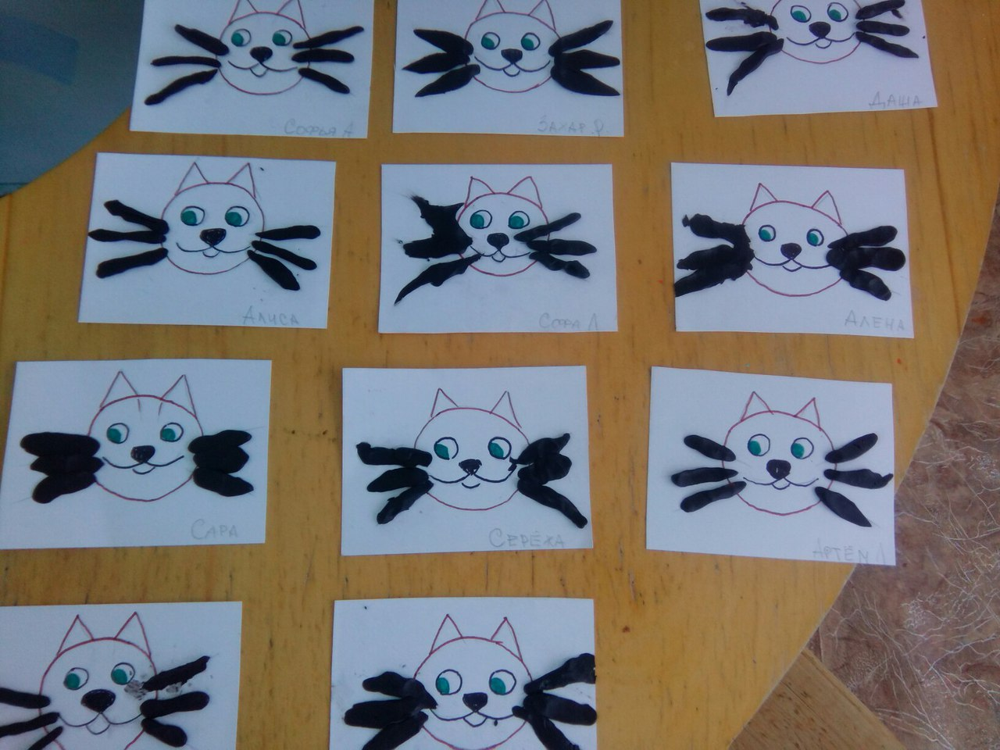 Софья А
Захар Я
Даша
Алиса
Софа Л
Алена
Сара
Серёжа
Артём Л